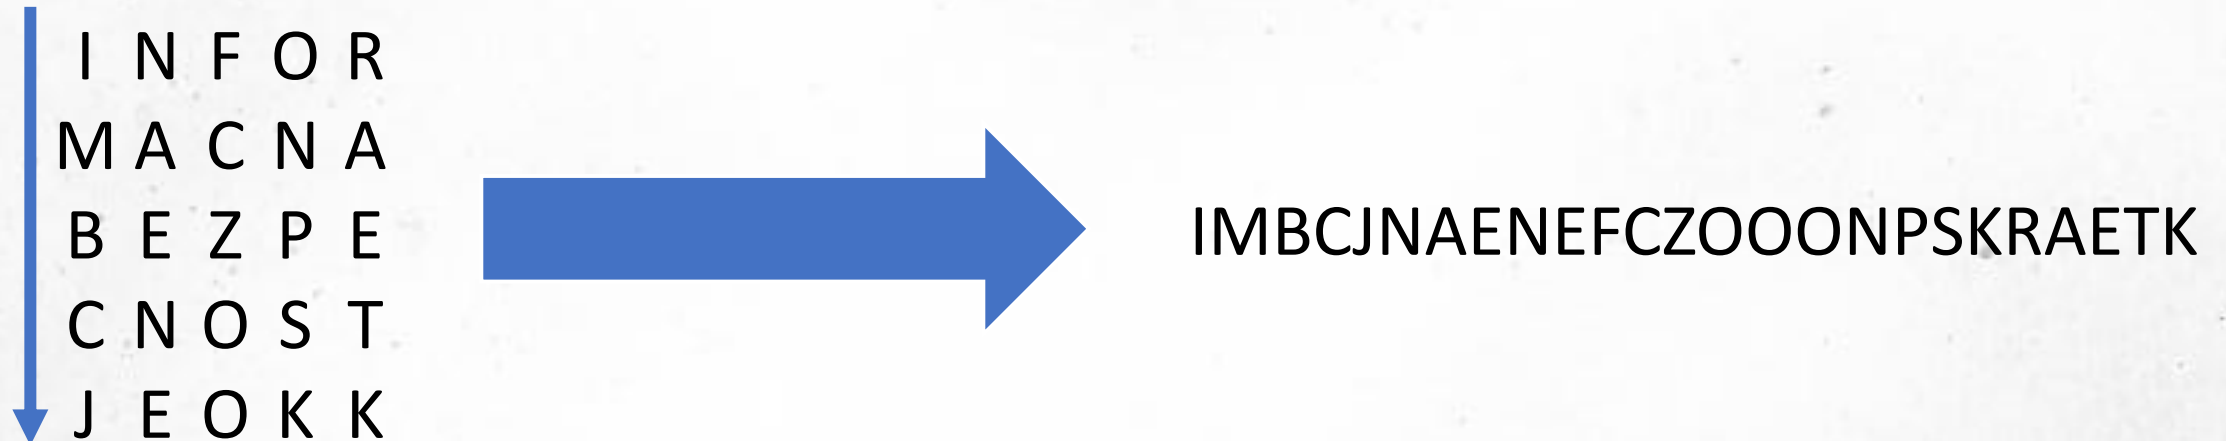 I N F O R
M A C N A
B E Z P E
C N O S T
J E O K K
IMBCJNAENEFCZOOONPSKRAETK